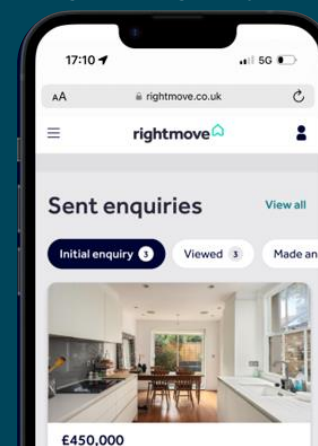 17:10
5G
AA
rightmove.co.uk
rightmove
Sent enquiries
View all
Initial enquiry 3
Viewed 3
Made an
£450,000